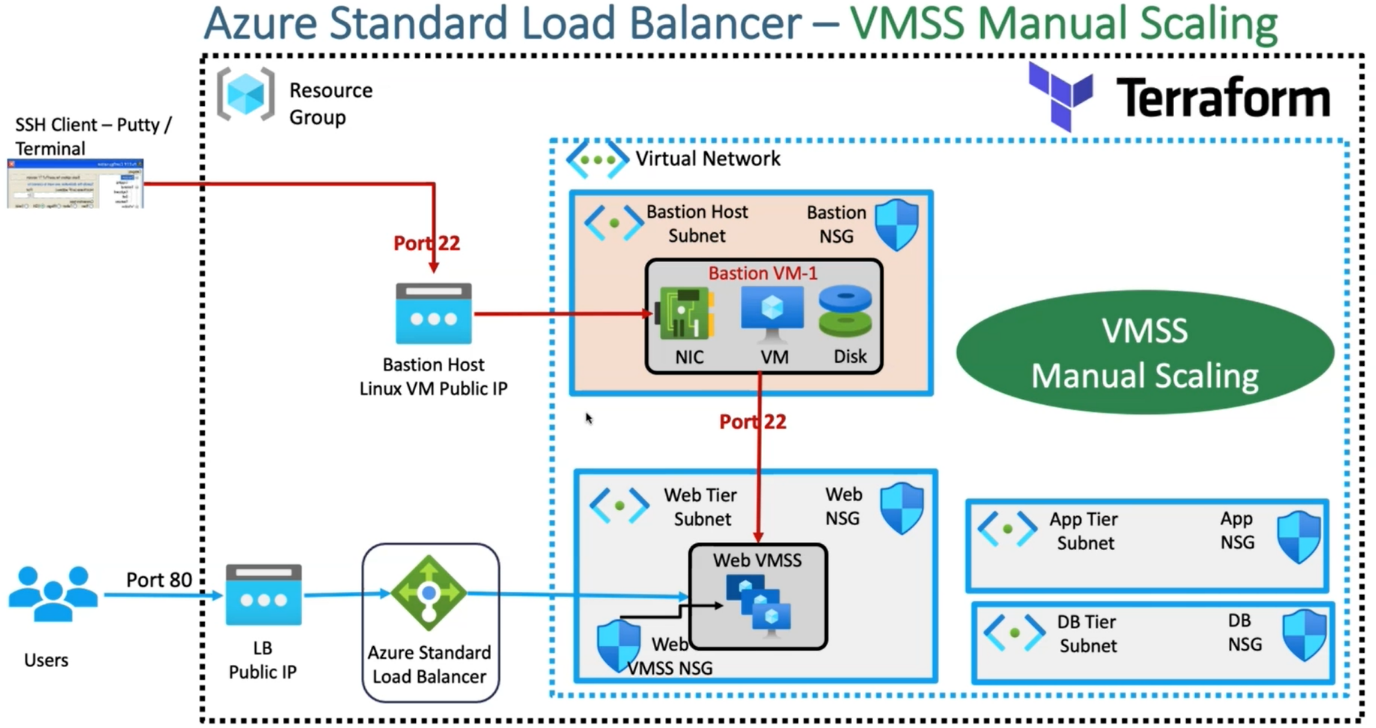 Azure Standard Load Balancer – VMSS Manual Scaling
Resource
Group
Terraform
SSH Client – Putty /
Terminal
Virtual Network
Bastion Host
Subnet
Bastion
NSG
Port 22
Bastion VM-1
NIC
VM
Disk
Bastion Host
Linux VM Public IP
VMSS
Manual Scaling
Port 22
Web Tier
Subnet
Web
NSG
App Tier
Subnet
App
NSG
Web VMSS
Port 80
Users
LB
Public IP
Azure Standard
Load Balancer
Web
VMSS NSG
DB Tier
Subnet
DB
NSG